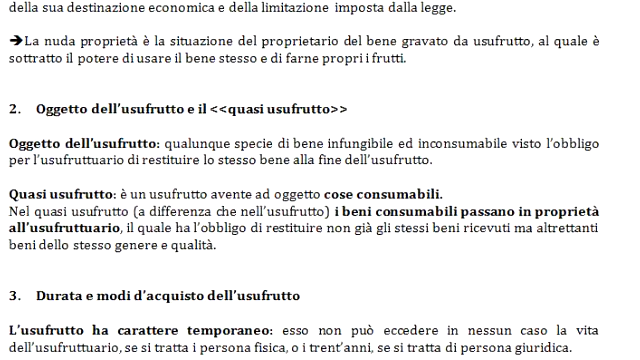 della sua destinazione economica e della limitazione imposta dalla legge.
➔La nuda proprietà è la situazione del proprietario del bene gravato da usufrutto, al quale è
sottratto il potere di usare il bene stesso e di farne propri i frutti.
2. Oggetto dell'usufrutto e il <<quasi usufrutto>>
Oggetto dell'usufrutto: qualunque specie di bene infungibile ed inconsumabile visto l'obbligo
per l'usufruttuario di restituire lo stesso bene alla fine dell'usufrutto.
Quasi usufrutto: è un usufrutto avente ad oggetto cose consumabili.
Nel quasi usufrutto (a differenza che nell'usufrutto) i beni consumabili passano in proprietà
all'usufruttuario, il quale ha l'obbligo di restituire non già gli stessi beni ricevuti ma altrettanti
beni dello stesso genere e qualità.
3. Durata e modi d'acquisto dell'usufrutto
L'usufrutto ha carattere temporaneo: esso non può eccedere in nessun caso la vita
dell'usufruttuario, se si tratta i persona fisica, o i trent'anni, se si tratta di persona giuridica.